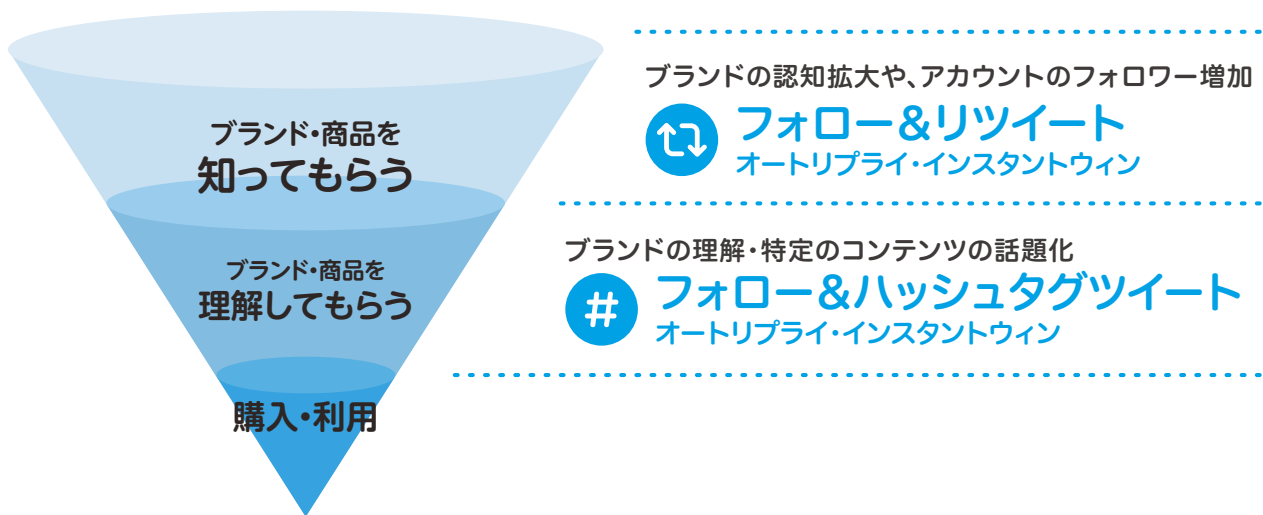 ブランド・商品を
知ってもらう
ブランド・商品を
理解してもらう
購入・利用
ブランドの認知拡大や、アカウントのフォロワー増加
フォロー&リツイート
オートリプライ・インスタントウィン
ブランドの理解・特定のコンテンツの話題化
#
フォロー&ハッシュタグツイート
オートリプライ・インスタントウィン